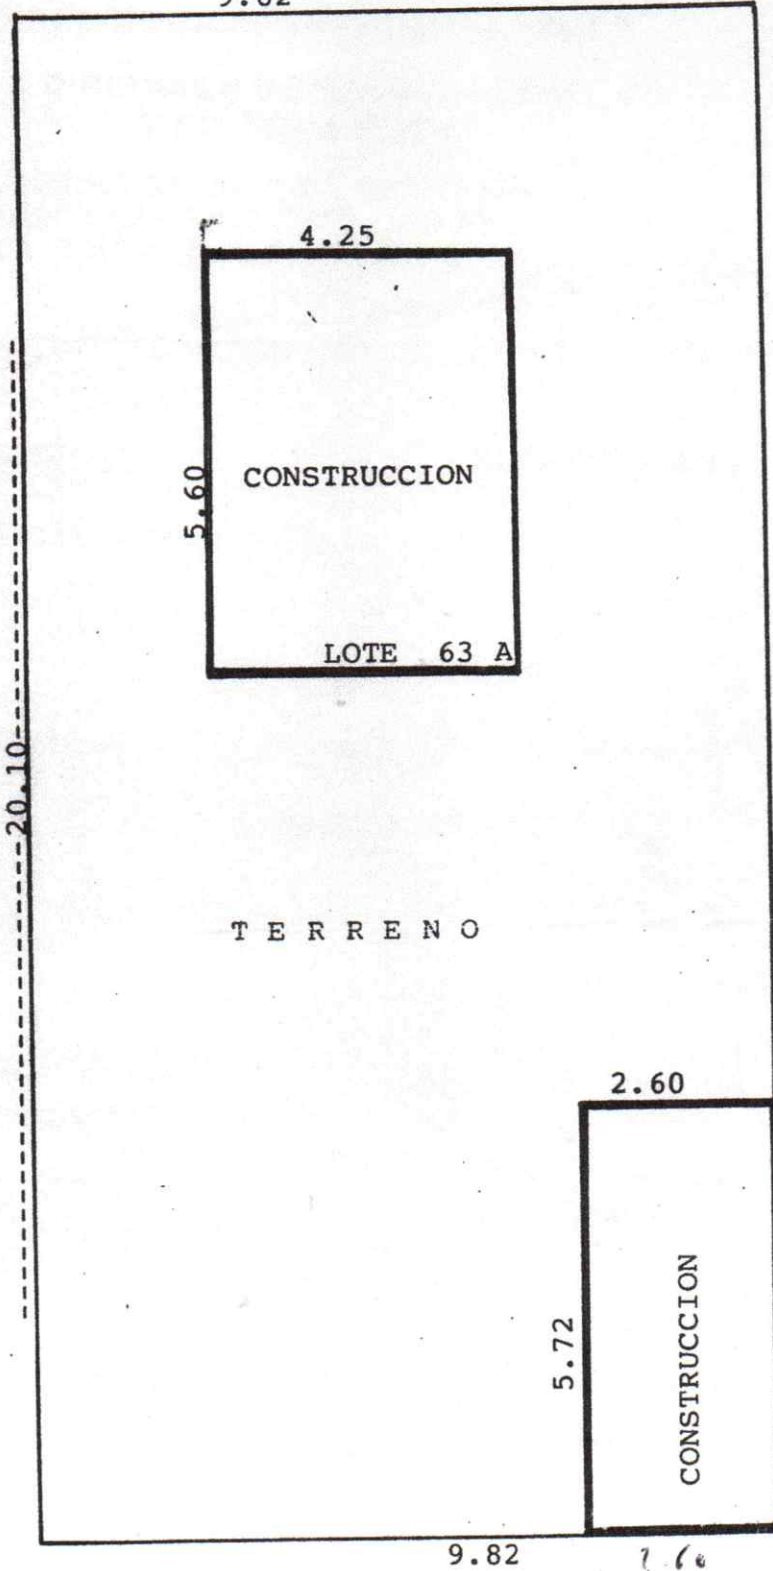 4.25
5.60
CONSTRUCCION
LOTE 63 A
20.10
T E R R E N O
2.60
5.72
CONSTRUCCION
9.82